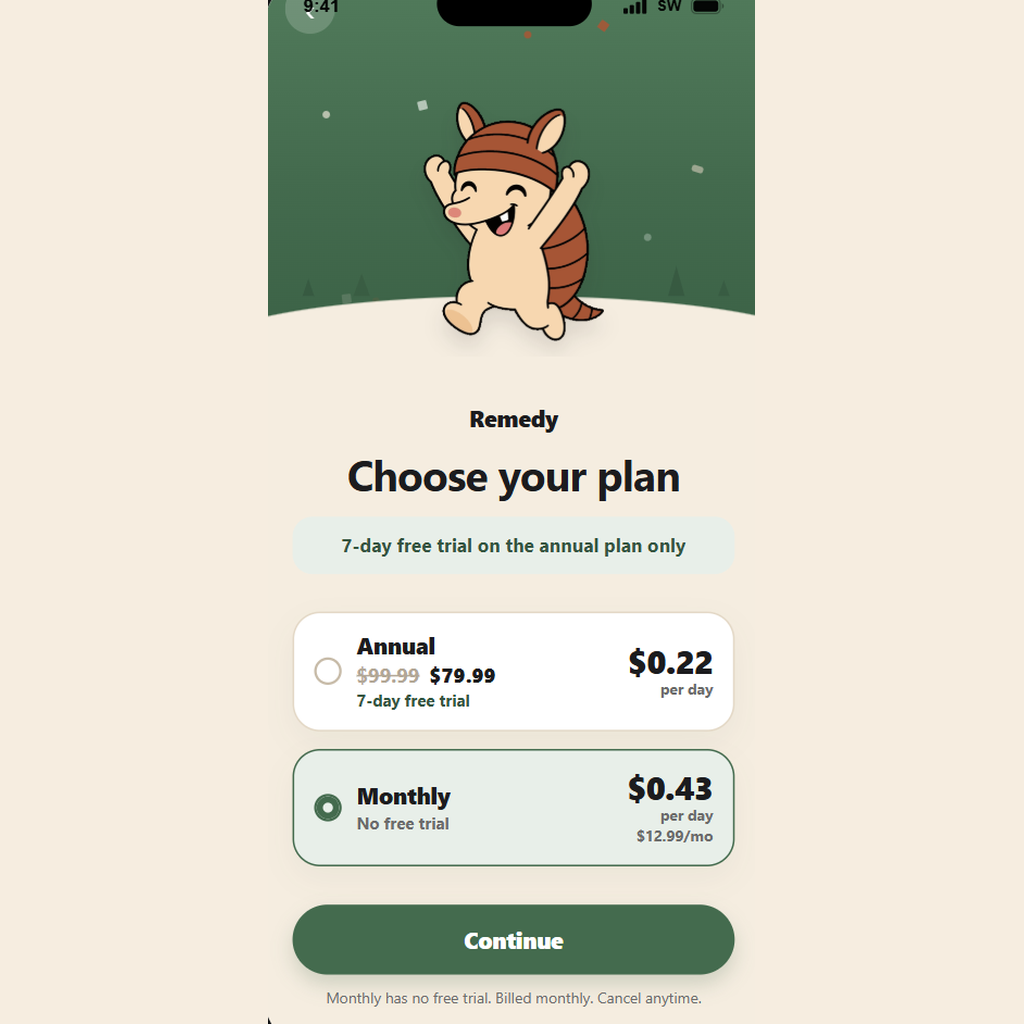 9:41
SW
Remedy
Choose your plan
7-day free trial on the annual plan only
Annual
$99.99 $79.99
7-day free trial
$0.22
per day
Monthly
No free trial
$0.43
per day
$12.99/mo
Continue
Monthly has no free trial. Billed monthly. Cancel anytime.